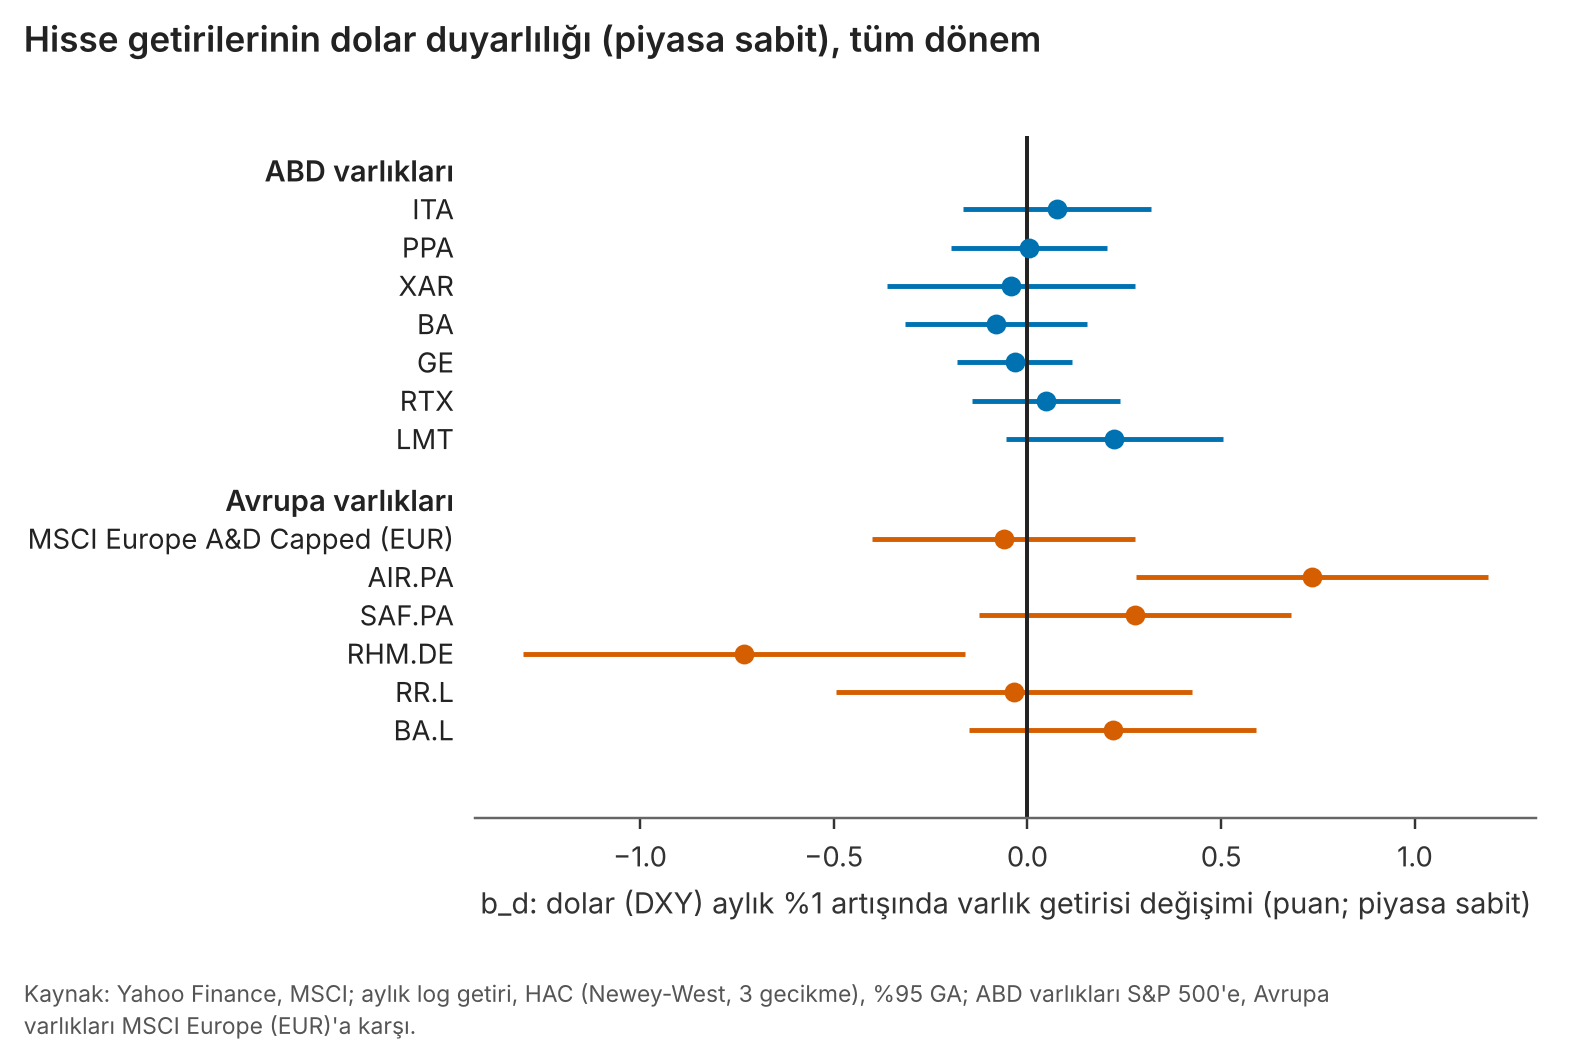 Hisse getirilerinin dolar duyarlılığı (piyasa sabit), tüm dönem
ABD varlıkları
ITA
PPA
XAR
BA
GE
RTX
LMT
Avrupa varlıkları
MSCI Europe A&D Capped (EUR)
AIR.PA
SAF.PA
RHM.DE
RR.L
BA.L
−1.0 −0.5 0.0 0.5 1.0
b_d: dolar (DXY) aylık %1 artışında varlık getirisi değişimi (puan; piyasa sabit)
Kaynak: Yahoo Finance, MSCI; aylık log getiri, HAC (Newey-West, 3 gecikme), %95 GA; ABD varlıkları S&P 500'e, Avrupa
varlıkları MSCI Europe (EUR)'a karşı.